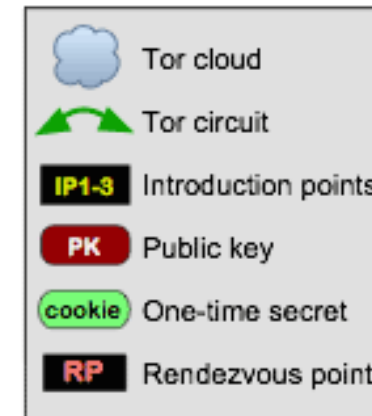 Tor cloud
Tor circuit
IP1-3 Introduction points
PK Public key
cookie One-time secret
RP Rendezvous point